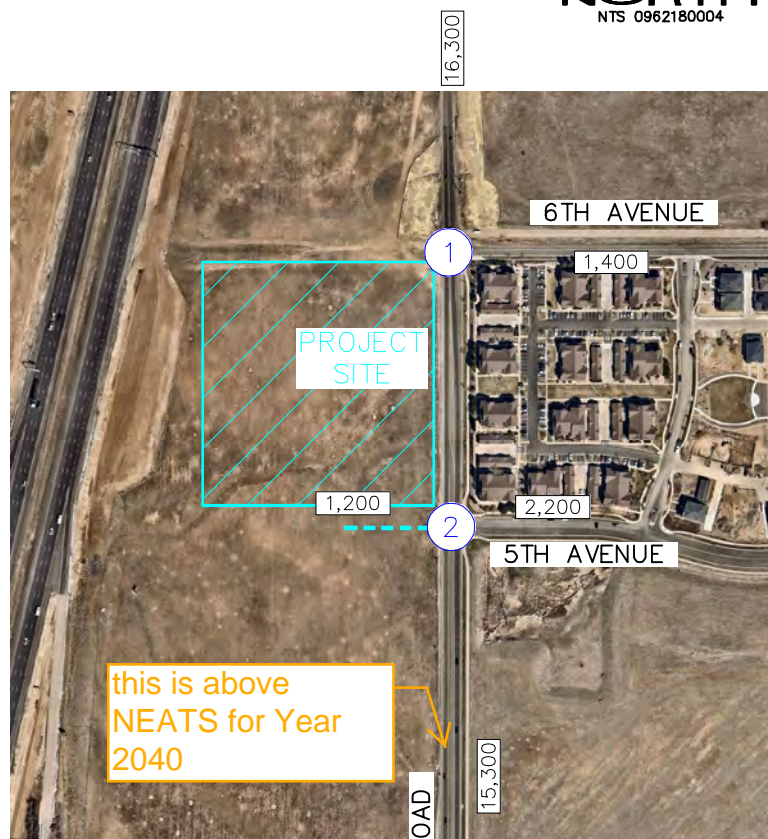 NTS 0962180004
16,300
6TH AVENUE
1
1,400
PROJECT
SITE
1,200
2,200
2
5TH AVENUE
this is above
NEATS for Year
2040
15,300